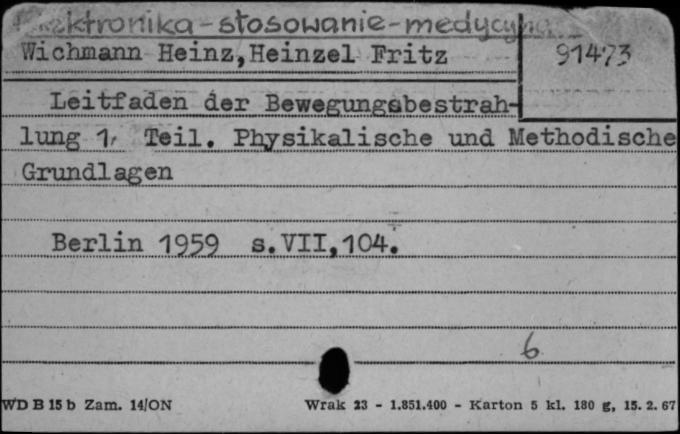 elektronika-stosowanie-medycyna
Wichmann Heinz,Heinzel Fritz
91473
Leitfaden der Bewegungsbestrah-
lung 1. Teil. Physikalische und Methodische
Grundlagen
Berlin 1959 s.VII,104.
6
WD B 15 b Zam. 14/ON
Wrak 23 - 1.851.400 - Karton 5 kl. 180 g, 15. 2. 67